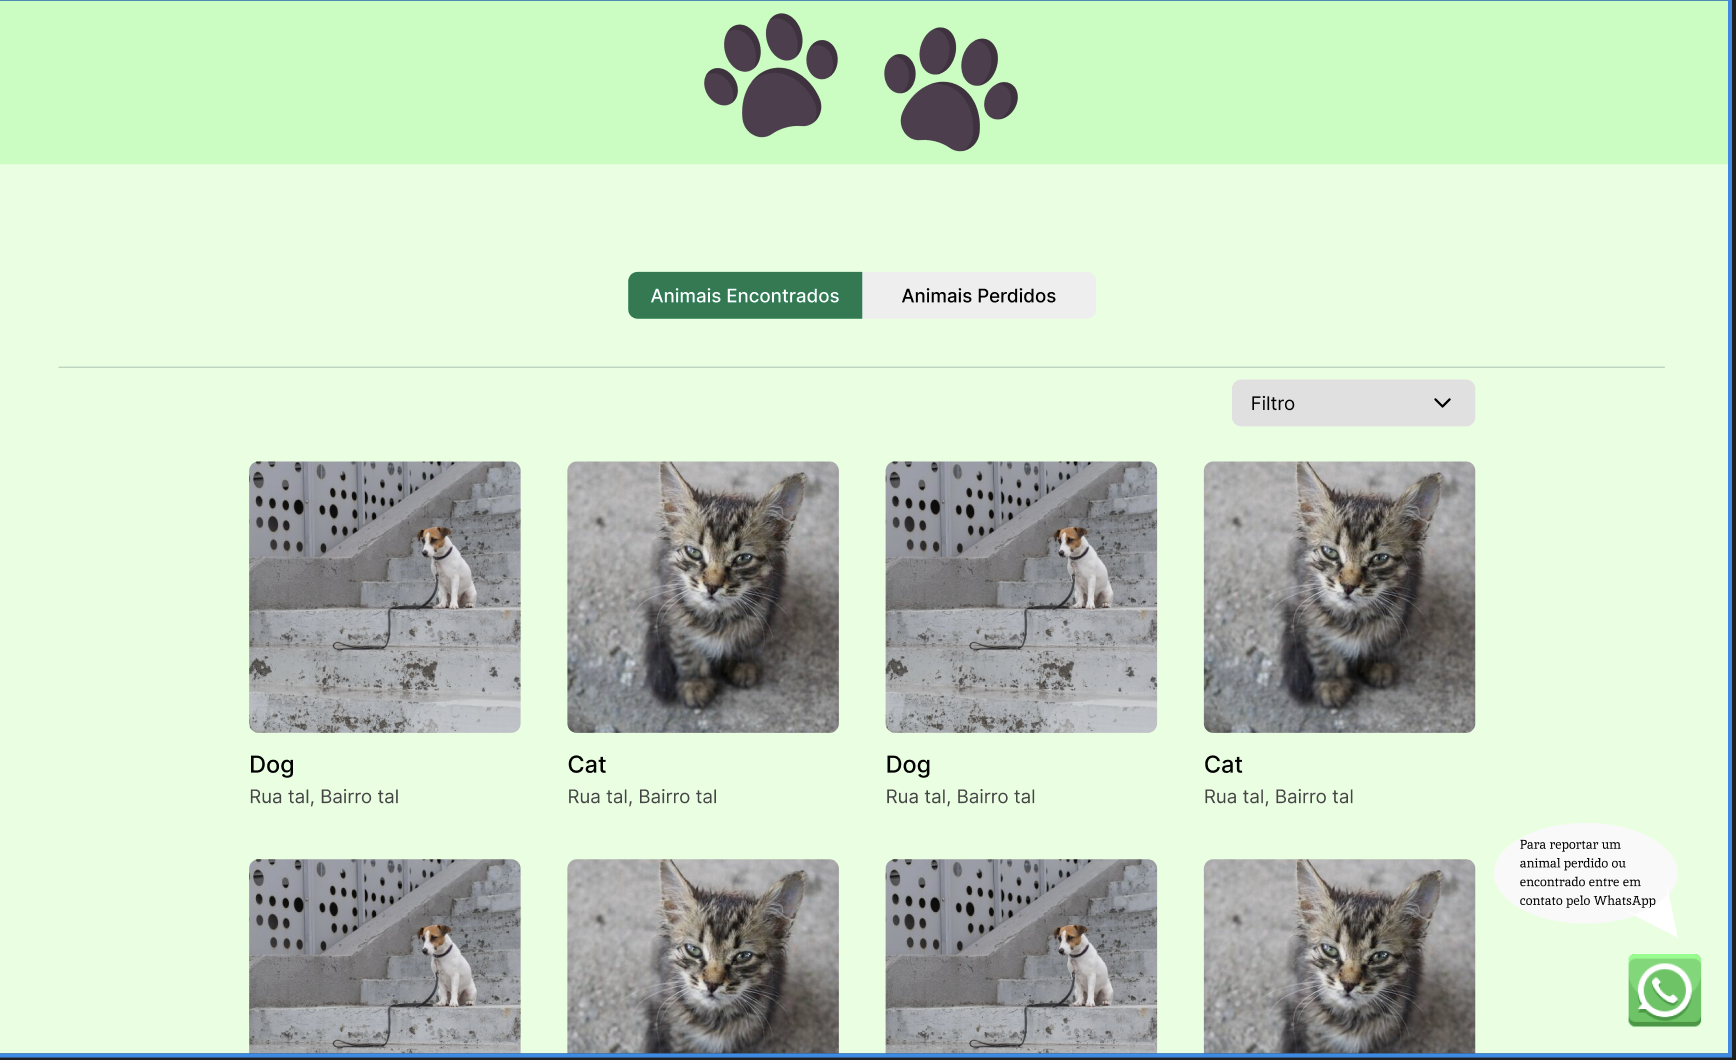 Animais Encontrados
Animais Perdidos
Filtro
Dog
Rua tal, Bairro tal
Cat
Rua tal, Bairro tal
Dog
Rua tal, Bairro tal
Cat
Rua tal, Bairro tal
Para reportar um
animal perdido ou
encontrado entre em
contato pelo WhatsApp